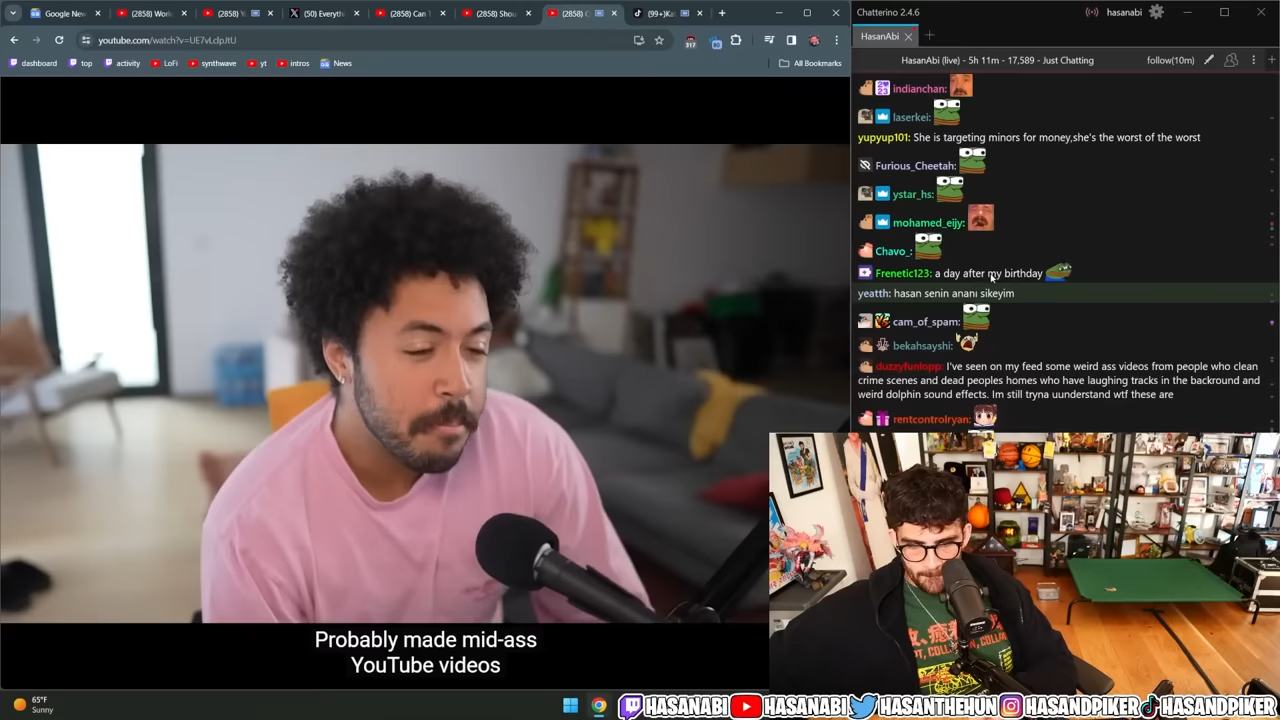 Google New
(2858) Work
(2858) Y
(50) Everyth
(2858) Can
(2858) Shou
(2858)
(99+)
youtube.com/watch?v=UE7vLclpJtU
317
dashboard
top
activity
LoFi
synthwave
yt
intros
News
All Bookmarks
Chatterino 2.4.6
hasanabi
HasanAbi
HasanAbi (live) - 5h 11m - 17,589 - Just Chatting
follow(10m)
indianchan:
laserkei:
yupyup101: She is targeting minors for money,she's the worst of the worst
Furious_Cheetah:
ystar_hs:
mohamed_eijy:
Chavo_:
Frenetic123: a day after my birthday
yeatth: hasan senin ananı sikeyim
cam_of_spam:
bekahsayshi:
duzzyfunlopp: I've seen on my feed some weird ass videos from people who clean
crime scenes and dead peoples homes who have laughing tracks in the backround and
weird dolphin sound effects. Im still tryna uunderstand wtf these are
rentcontrolryan:
Probably made mid-ass
YouTube videos
65°F
Sunny
HASANABI
HASANABI
HASANTHEHUN
HASANDPIKER
HASANDPIKER